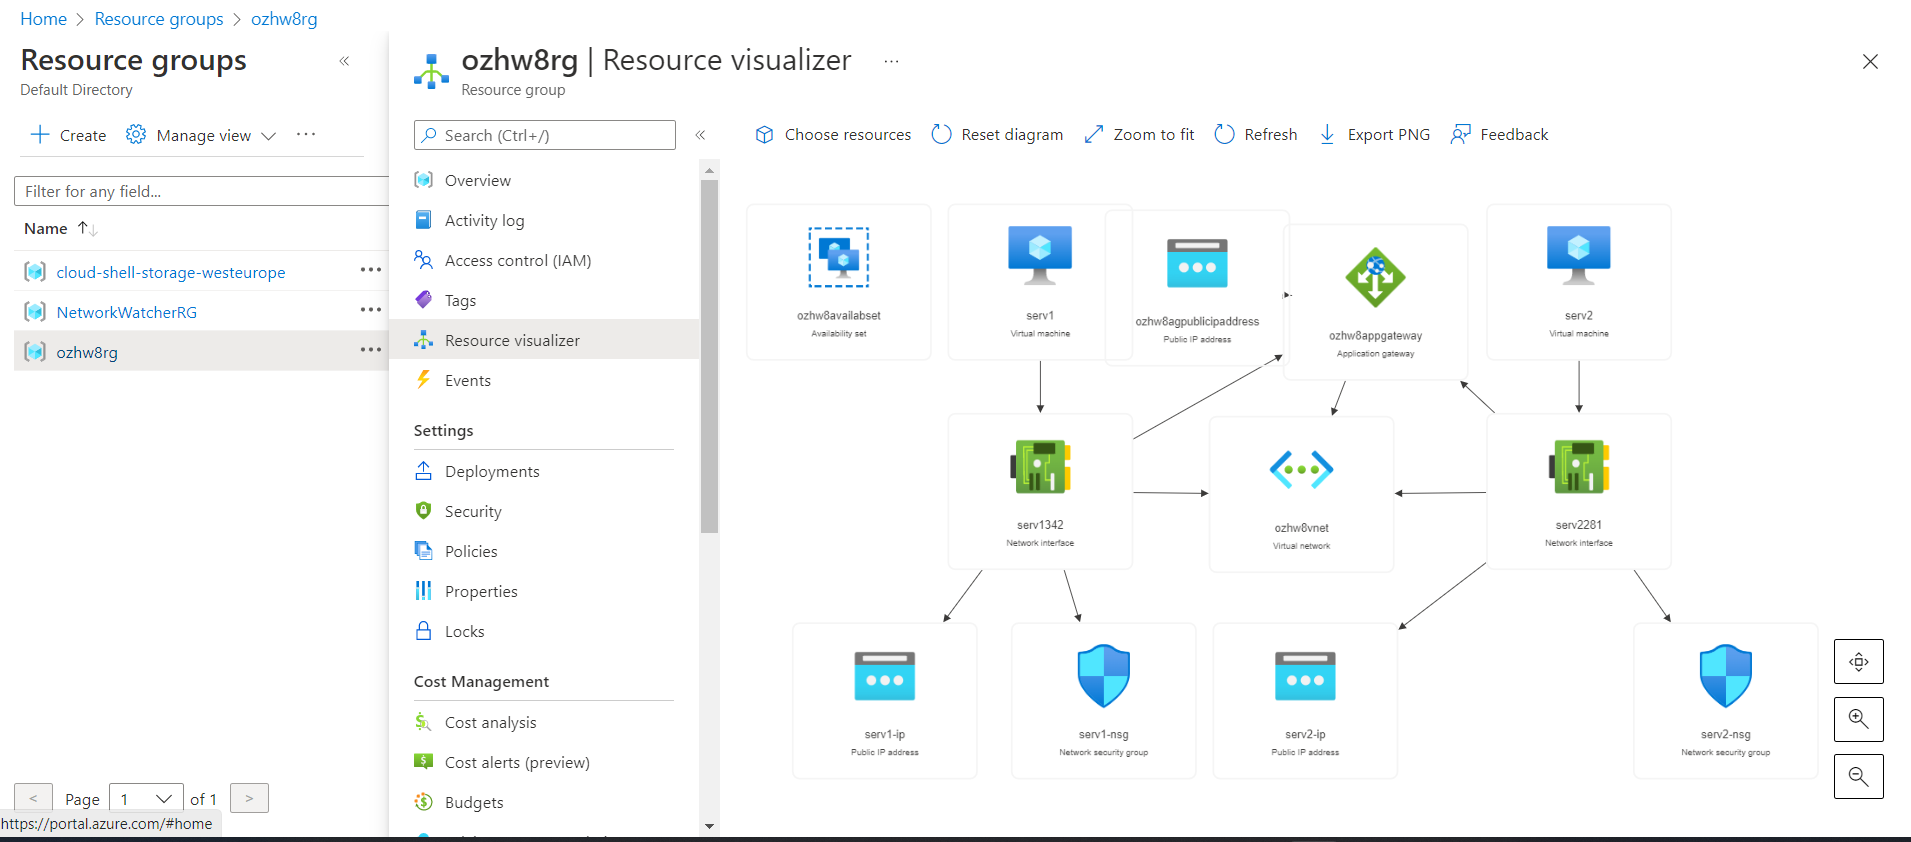 Home > Resource groups > ozhw8rg
Resource groups «
Default Directory
+ Create Manage view ...
Filter for any field...
Name ↑↓
cloud-shell-storage-westeurope ...
NetworkWatcherRG ...
ozhw8rg ...
< Page 1 of 1 >
https://portal.azure.com/#home
ozhw8rg | Resource visualizer ...
Resource group
Search (Ctrl+/) «
Overview
Activity log
Access control (IAM)
Tags
Resource visualizer
Events
Settings
Deployments
Security
Policies
Properties
Locks
Cost Management
Cost analysis
Cost alerts (preview)
Budgets
Choose resources Reset diagram Zoom to fit Refresh Export PNG Feedback
ozhw8availabset
Availability set
serv1
Virtual machine
ozhw8agpublicipaddress
Public IP address
ozhw8appgateway
Application gateway
serv2
Virtual machine
serv1342
Network interface
ozhw8vnet
Virtual network
serv2281
Network interface
serv1-ip
Public IP address
serv1-nsg
Network security group
serv2-ip
Public IP address
serv2-nsg
Network security group